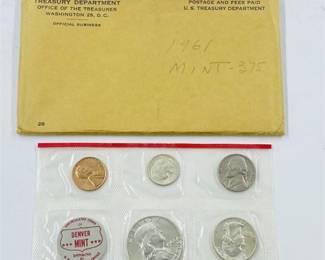 TREASURY DEPARTMENT
OFFICE OF THE TREASURER
WASHINGTON 25, D. C.
OFFICIAL BUSINESS
POSTAGE AND FEES PAID
U. S. TREASURY DEPARTMENT
1961
MINT-375
DENVER
MINT